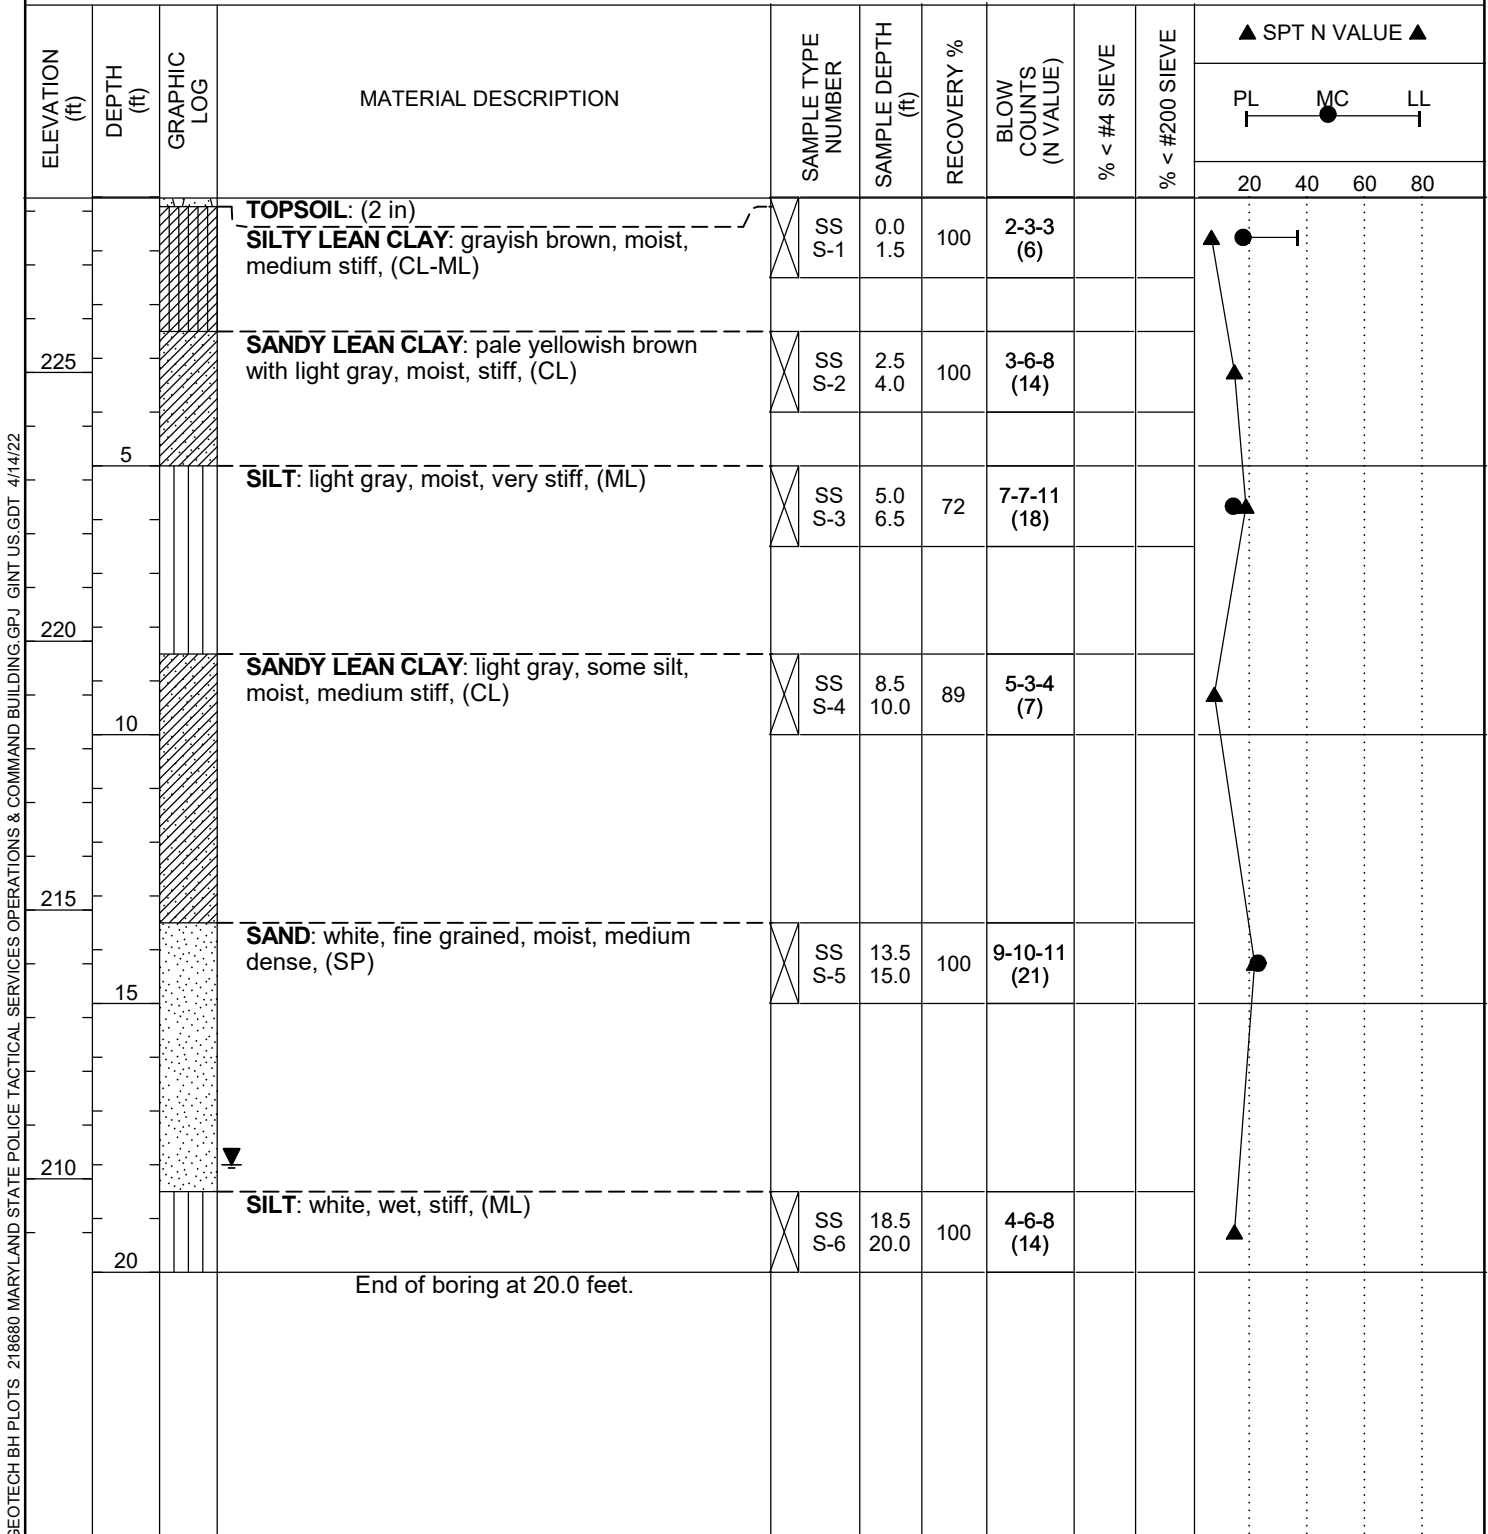 ELEVATION
(ft)
DEPTH
(ft)
GRAPHIC
LOG
MATERIAL DESCRIPTION
SAMPLE TYPE
NUMBER
SAMPLE DEPTH
(ft)
RECOVERY %
BLOW
COUNTS
(N VALUE)
% < #4 SIEVE
% < #200 SIEVE
▲ SPT N VALUE ▲
PL MC LL
20 40 60 80
TOPSOIL: (2 in)
SILTY LEAN CLAY: grayish brown, moist,
medium stiff, (CL-ML)
SS
S-1
0.0
1.5
100
2-3-3
(6)
225
SANDY LEAN CLAY: pale yellowish brown
with light gray, moist, stiff, (CL)
SS
S-2
2.5
4.0
100
3-6-8
(14)
5
SILT: light gray, moist, very stiff, (ML)
SS
S-3
5.0
6.5
72
7-7-11
(18)
220
SANDY LEAN CLAY: light gray, some silt,
moist, medium stiff, (CL)
SS
S-4
8.5
10.0
89
5-3-4
(7)
10
215
SAND: white, fine grained, moist, medium
dense, (SP)
SS
S-5
13.5
15.0
100
9-10-11
(21)
15
210
SILT: white, wet, stiff, (ML)
SS
S-6
18.5
20.0
100
4-6-8
(14)
20
End of boring at 20.0 feet.
GEOTECH BH PLOTS 218680 MARYLAND STATE POLICE TACTICAL SERVICES OPERATIONS & COMMAND BUILDING.GPJ GINT US.GDT 4/14/22